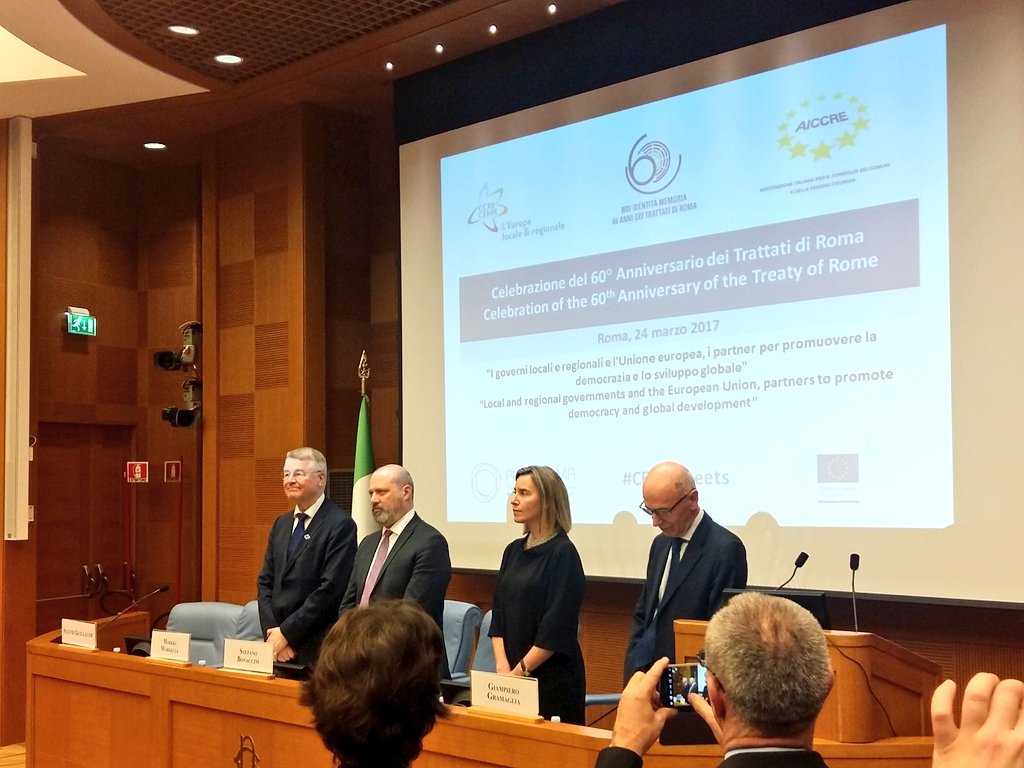 CCRE
CEMR
L'Europa
locale & regionale
NOI IDENTITÀ MEMORIA
60 ANNI DEI TRATTATI DI ROMA
AICCRE
ASSOCIAZIONE ITALIANA PER IL CONSIGLIO DEI COMUNI
E DELLE REGIONI D'EUROPA
Celebrazione del 60° Anniversario dei Trattati di Roma
Celebration of the 60th Anniversary of the Treaty of Rome
Roma, 24 marzo 2017
"I governi locali e regionali e l'Unione europea, i partner per promuovere la
democrazia e lo sviluppo globale"
"Local and regional governments and the European Union, partners to promote
democracy and global development"
MARKKU
MARKKULA
STEFANO
BONACCINI
GIAMPIERO
GRAMAGLIA